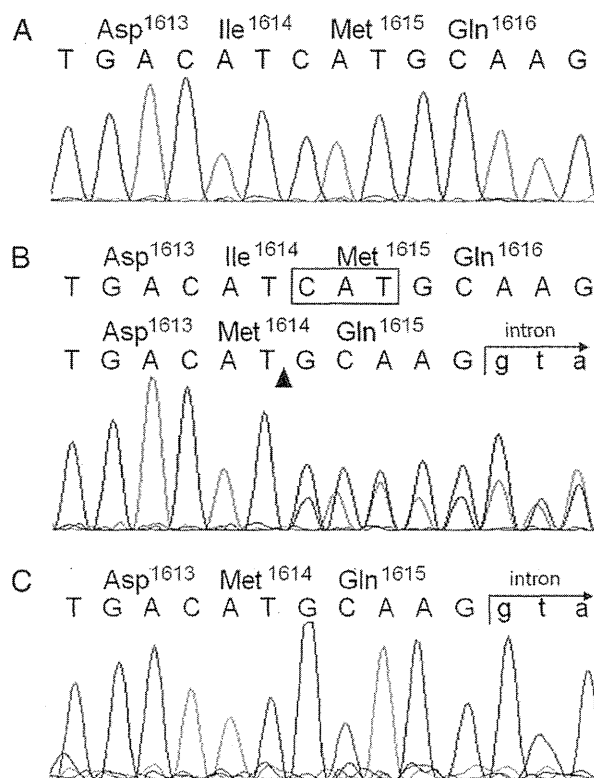 A
Asp1613 Ile1614 Met1615 Gln1616
T G A C A T C A T G C A A G
B
Asp1613 Ile1614 Met1615 Gln1616
T G A C A T C A T G C A A G
Asp1613 Met1614 Gln1615 intron
T G A C A T G C A A G g t a
C
Asp1613 Met1614 Gln1615 intron
T G A C A T G C A A G g t a